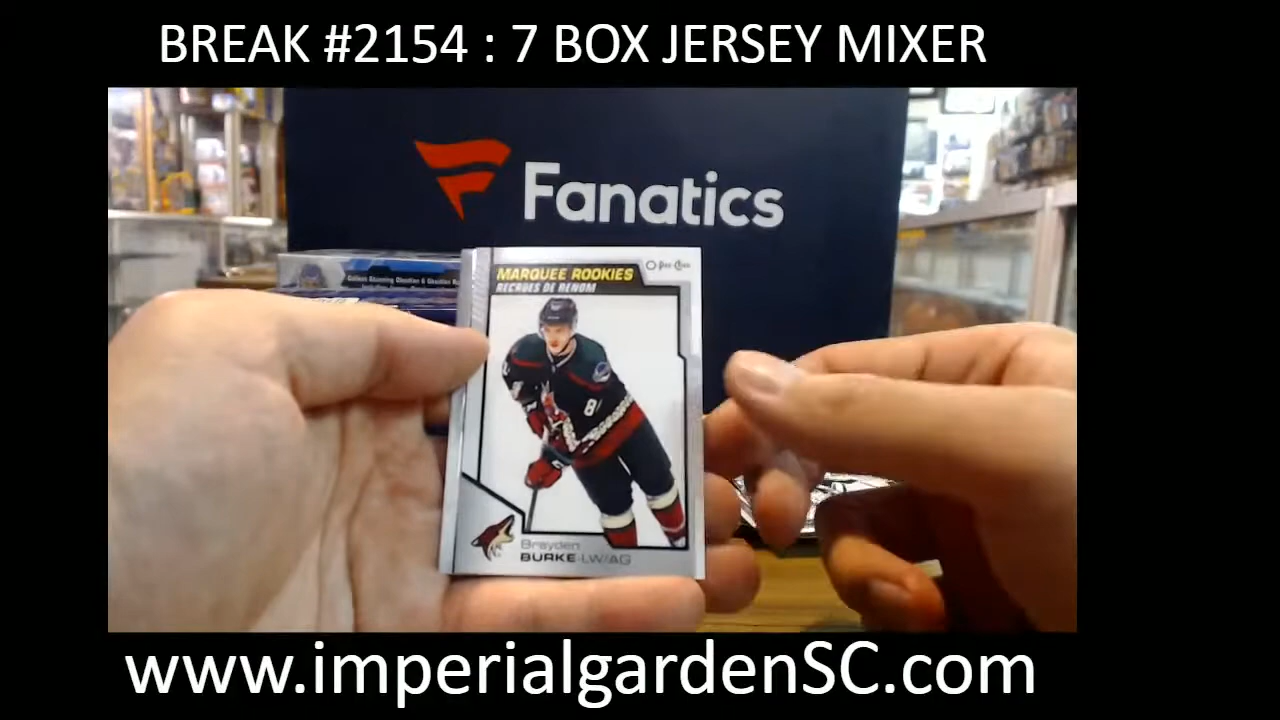 BREAK #2154 : 7 BOX JERSEY MIXER
Fanatics
O-Pee-Chee
MARQUEE ROOKIES
RECRUES DE RENOM
8
Brayden
BURKE-LW/AG
www.imperialgardenSC.com